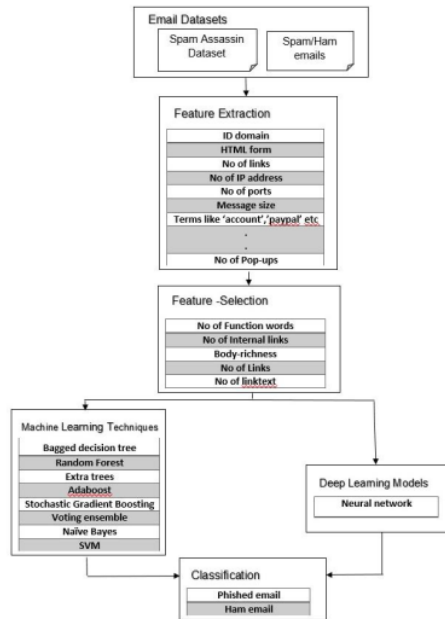 Email Datasets
Spam Assassin
Dataset
Spam/Ham
emails
Feature Extraction
ID domain
HTML form
No of links
No of IP address
No of ports
Message size
Terms like ‘account’,‘paypal’ etc
.
.
No of Pop-ups
Feature -Selection
No of Function words
No of Internal links
Body-richness
No of Links
No of linktext
Machine Learning Techniques
Bagged decision tree
Random Forest
Extra trees
Adaboost
Stochastic Gradient Boosting
Voting ensemble
Naïve Bayes
SVM
Deep Learning Models
Neural network
Classification
Phished email
Ham email